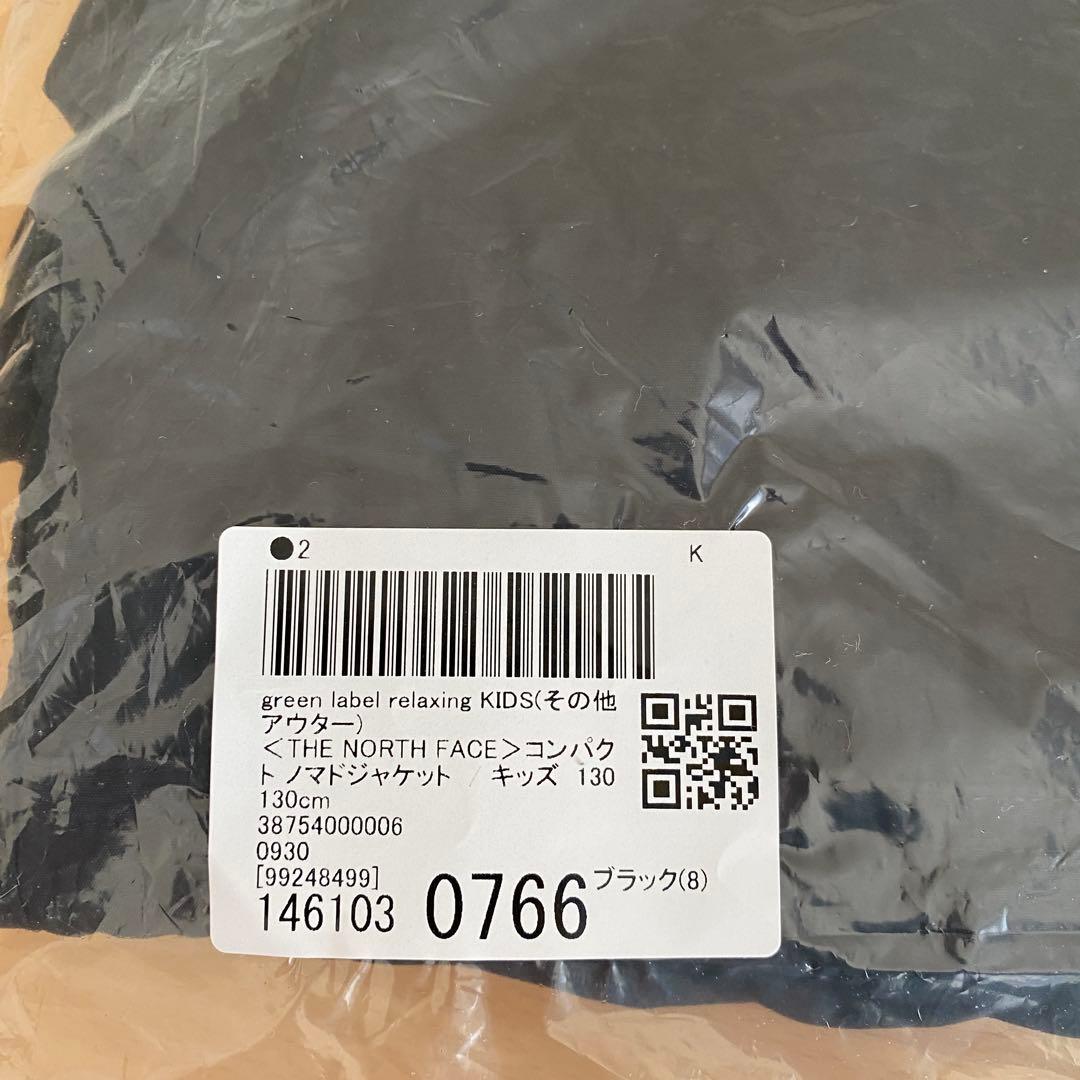 ●2 K
green label relaxing KIDS(その他
アウター)
＜THE NORTH FACE＞コンパク
ト ノマドジャケット / キッズ 130
130cm
38754000006
0930
[99248499]
146103 0766 ブラック(8)